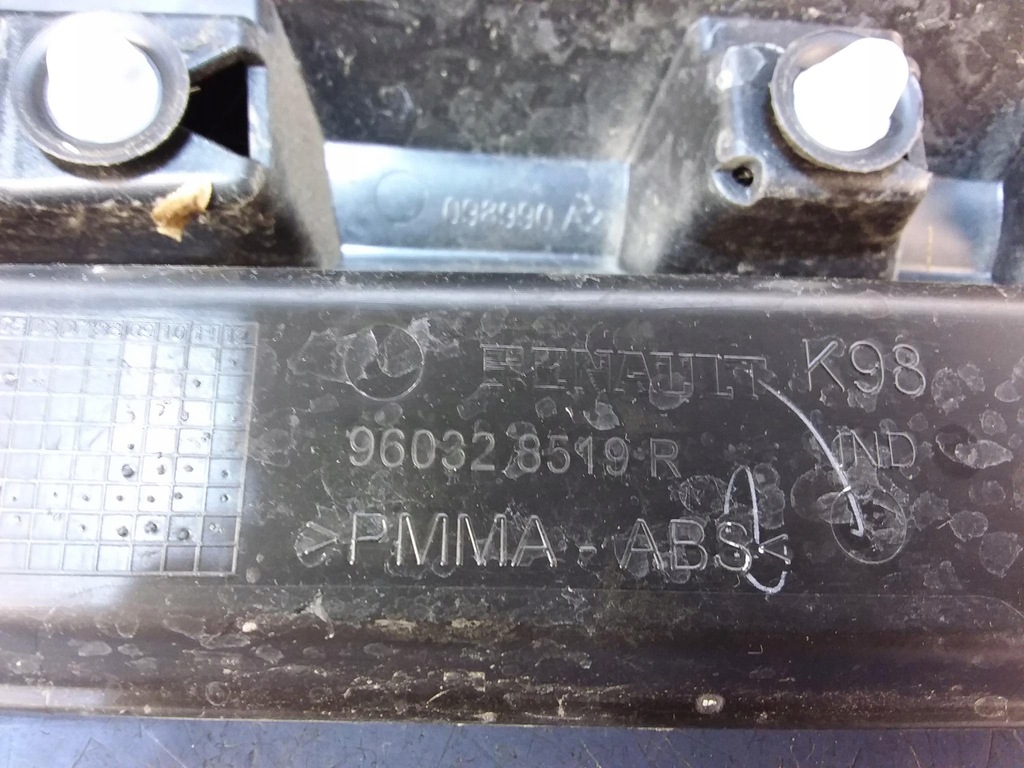 098990 A2
RENAULT K98
96032 8519 R IND
>PMMA - ABS<